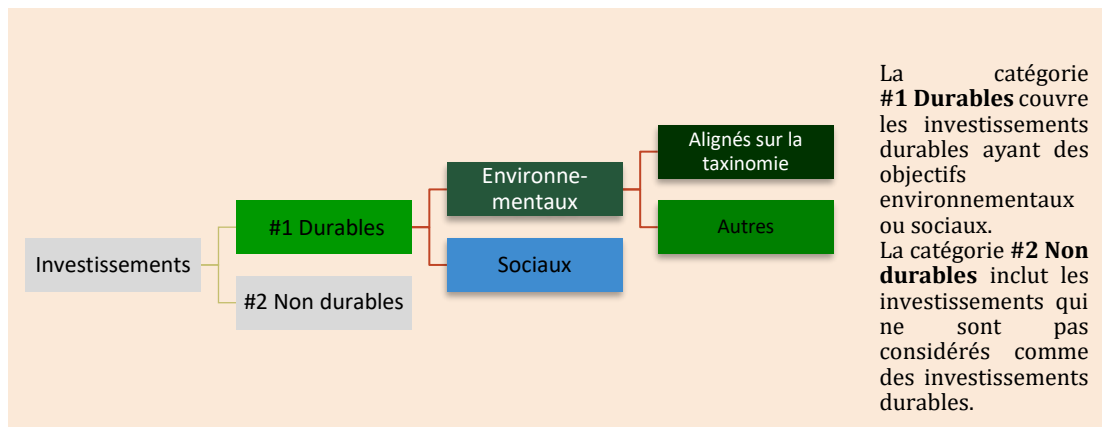 Investissements
#1 Durables
#2 Non durables
Environne-
mentaux
Sociaux
Alignés sur la
taxinomie
Autres
La catégorie
#1 Durables couvre
les investissements
durables ayant des
objectifs
environnementaux
ou sociaux.
La catégorie #2 Non
durables inclut les
investissements qui
ne sont pas
considérés comme
des investissements
durables.